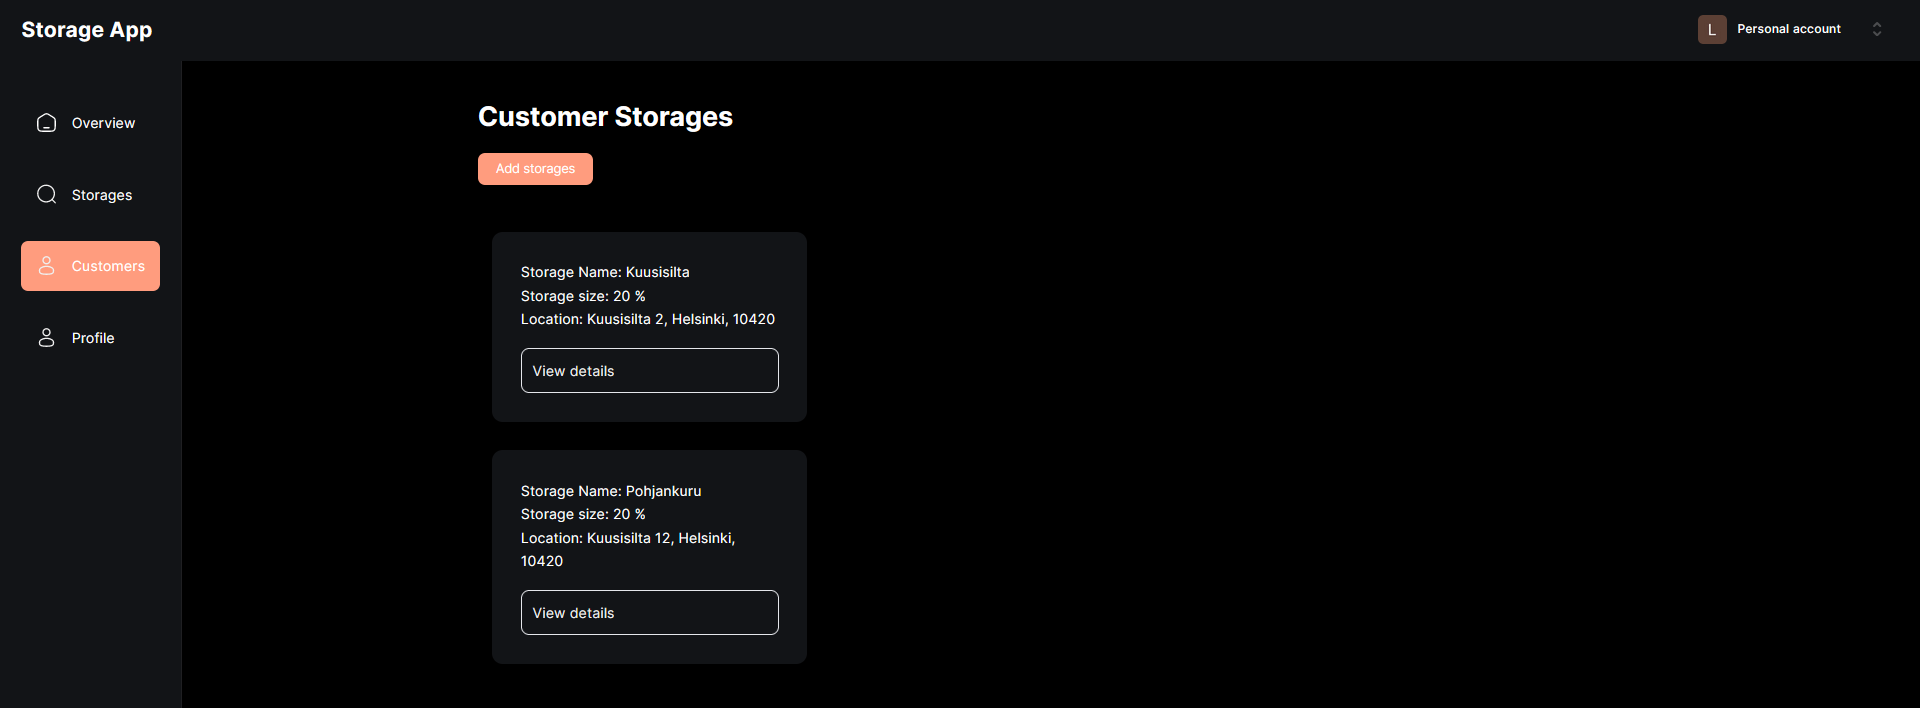 Storage App
L Personal account
Overview
Storages
Customers
Profile
Customer Storages
Add storages
Storage Name: Kuusisilta
Storage size: 20 %
Location: Kuusisilta 2, Helsinki, 10420
View details
Storage Name: Pohjankuru
Storage size: 20 %
Location: Kuusisilta 12, Helsinki,
10420
View details